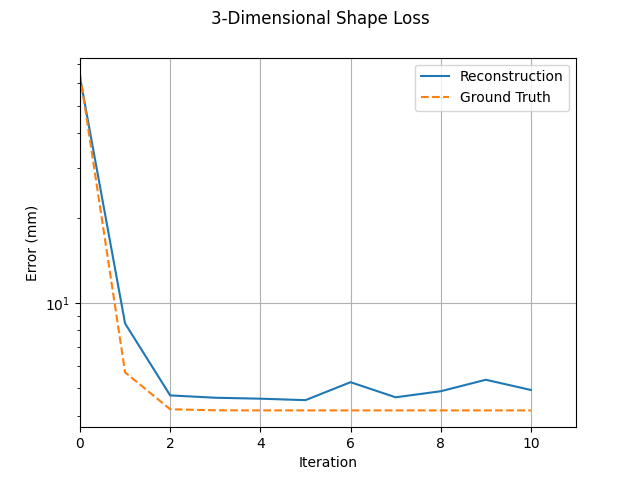 3-Dimensional Shape Loss
Reconstruction
Ground Truth
Error (mm)
10¹
0 2 4 6 8 10
Iteration